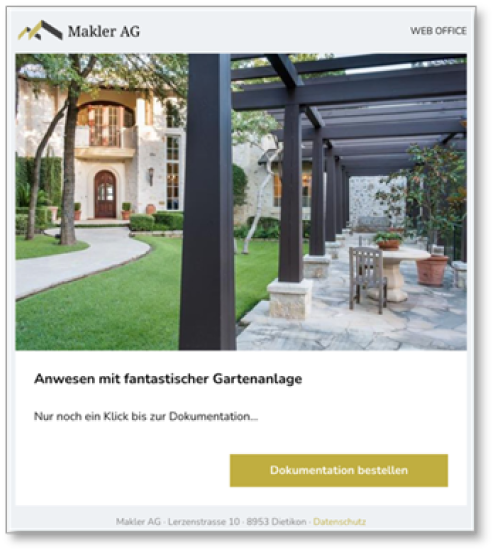 Makler AG
WEB OFFICE
Anwesen mit fantastischer Gartenanlage
Nur noch ein Klick bis zur Dokumentation...
Dokumentation bestellen
Makler AG · Lerzenstrasse 10 · 8953 Dietikon · Datenschutz